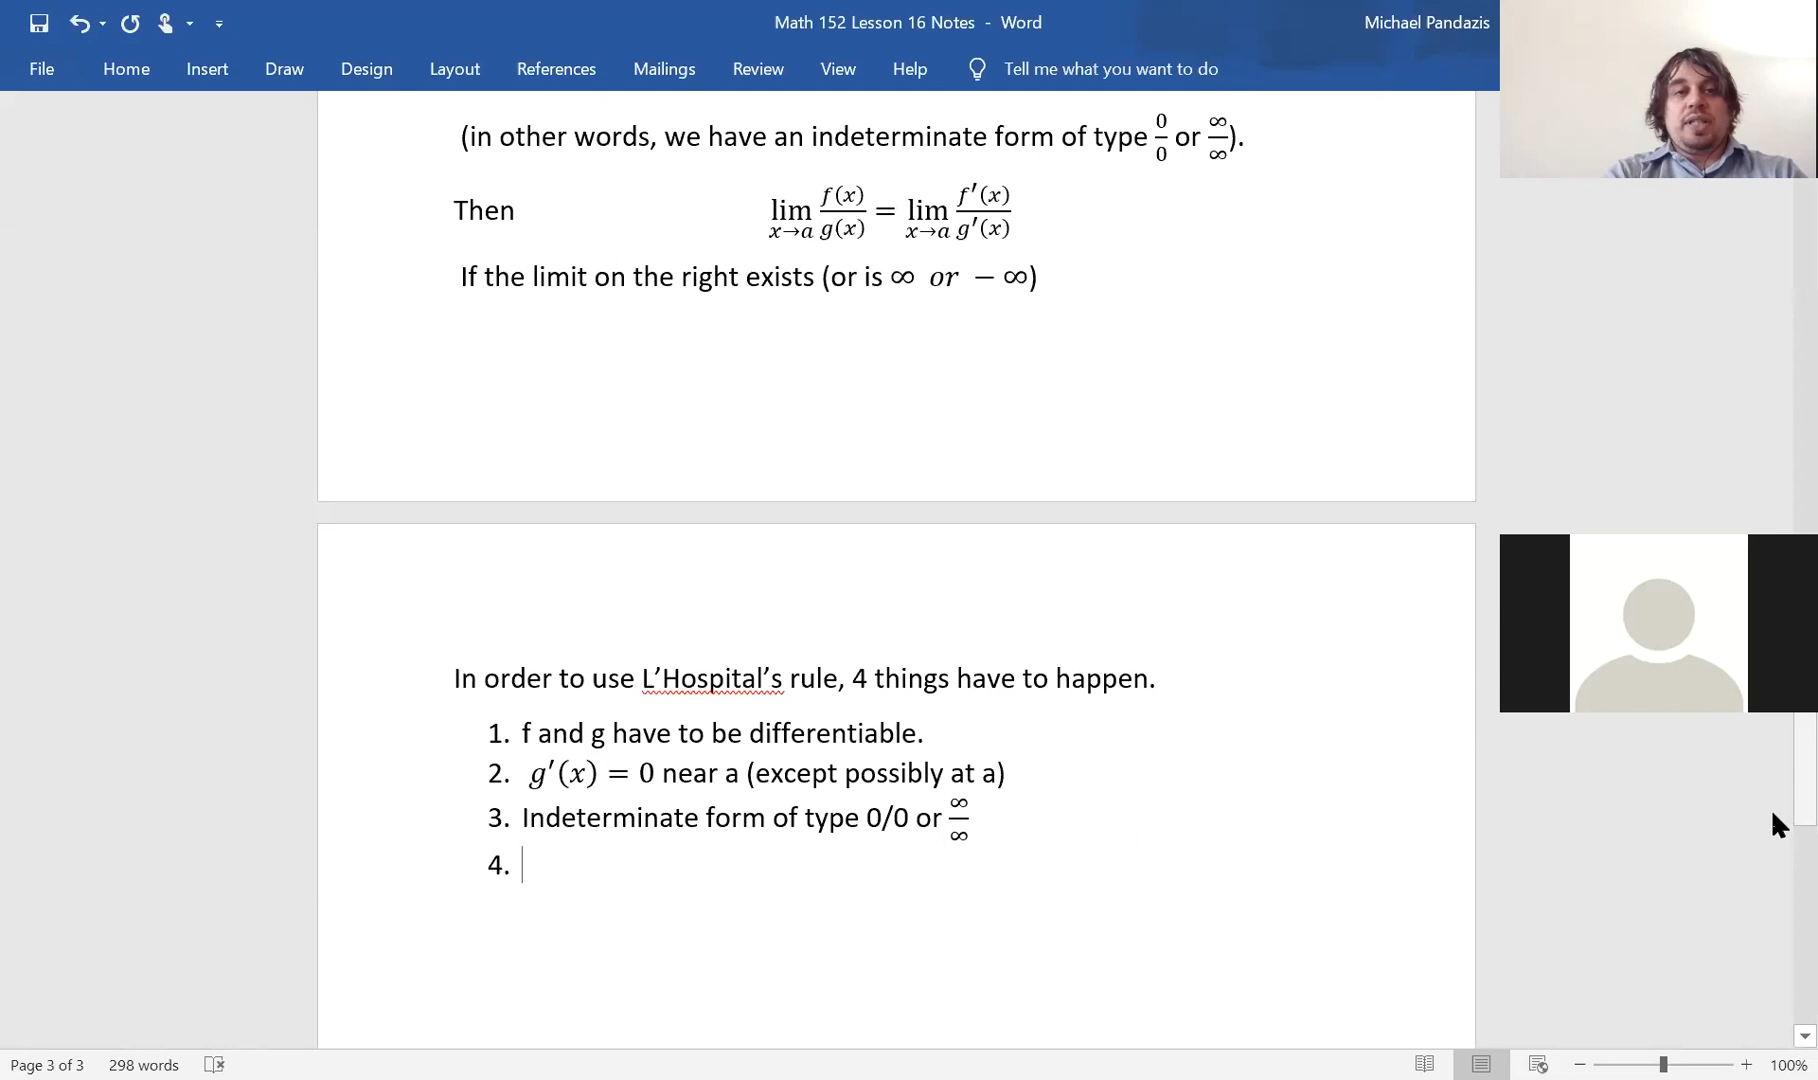 Math 152 Lesson 16 Notes - Word
Michael Pandazis
File Home Insert Draw Design Layout References Mailings Review View Help Tell me what you want to do
(in other words, we have an indeterminate form of type 0/0 or ∞/∞).
Then lim x→a f(x)/g(x) = lim x→a f′(x)/g′(x)
If the limit on the right exists (or is ∞ or − ∞)
In order to use L’Hospital’s rule, 4 things have to happen.
1. f and g have to be differentiable.
2. g′(x) = 0 near a (except possibly at a)
3. Indeterminate form of type 0/0 or ∞/∞
4.
Page 3 of 3 298 words 100%